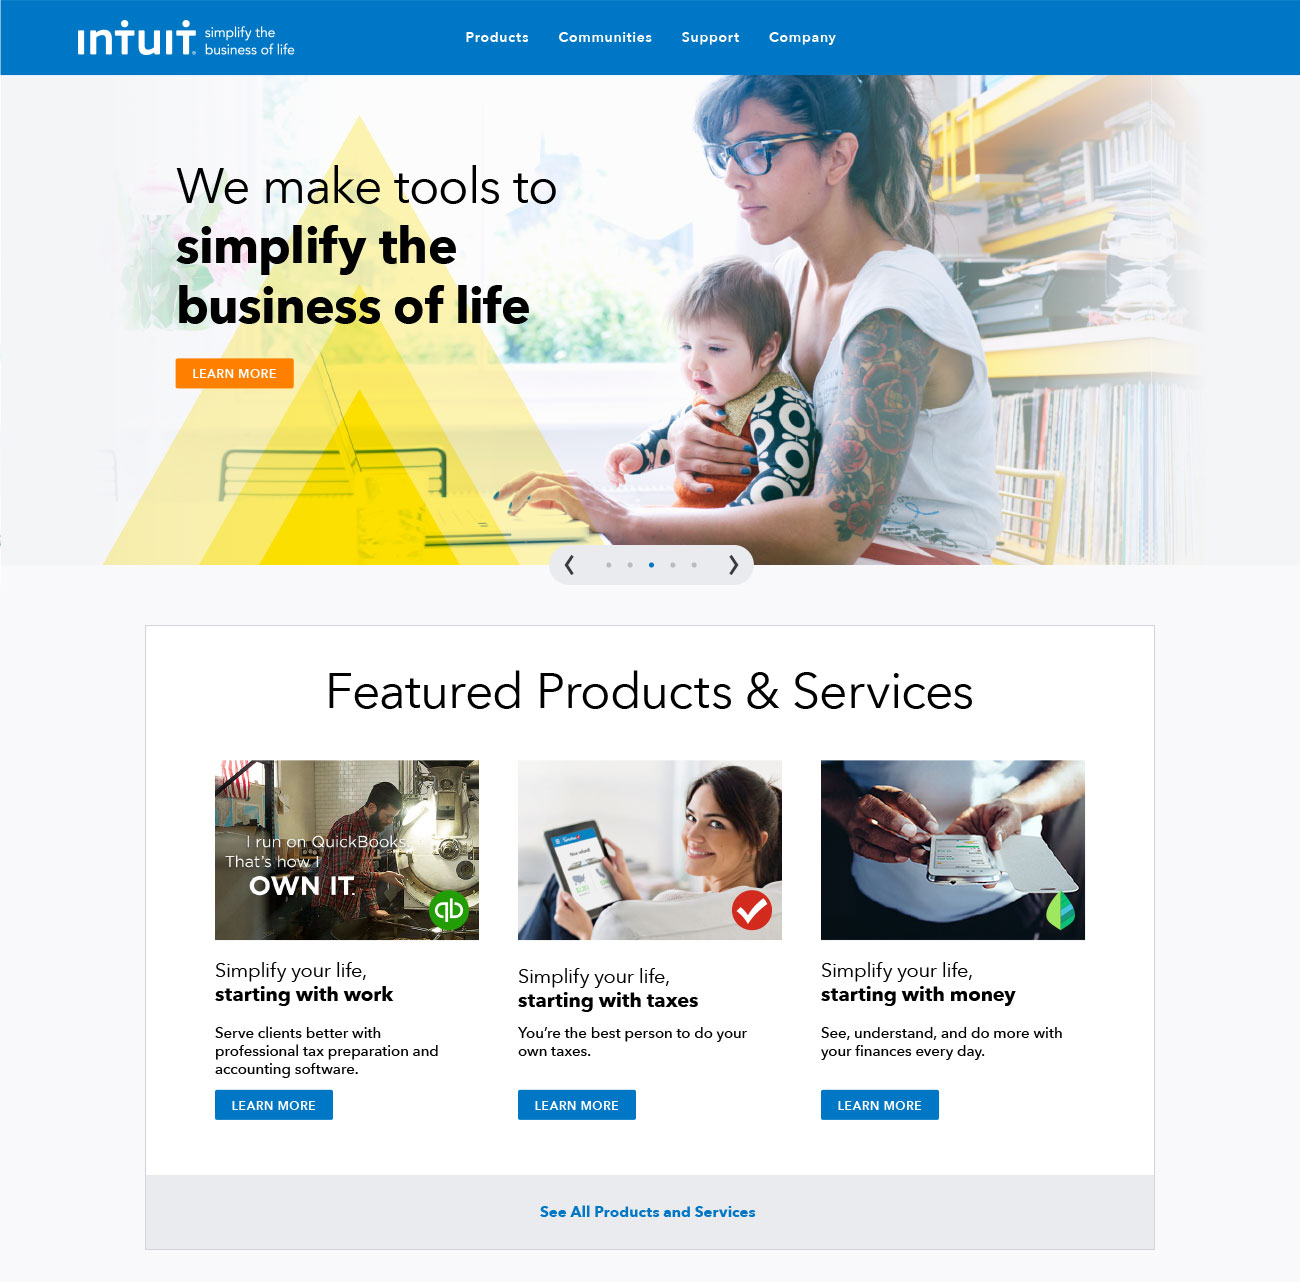 intuit simplify the
business of life
Products Communities Support Company
We make tools to
simplify the
business of life
LEARN MORE
Featured Products & Services
I run on QuickBooks.
That's how I
OWN IT.
qb
Simplify your life,
starting with work
Serve clients better with
professional tax preparation and
accounting software.
LEARN MORE
Simplify your life,
starting with taxes
You’re the best person to do your
own taxes.
LEARN MORE
Simplify your life,
starting with money
See, understand, and do more with
your finances every day.
LEARN MORE
See All Products and Services